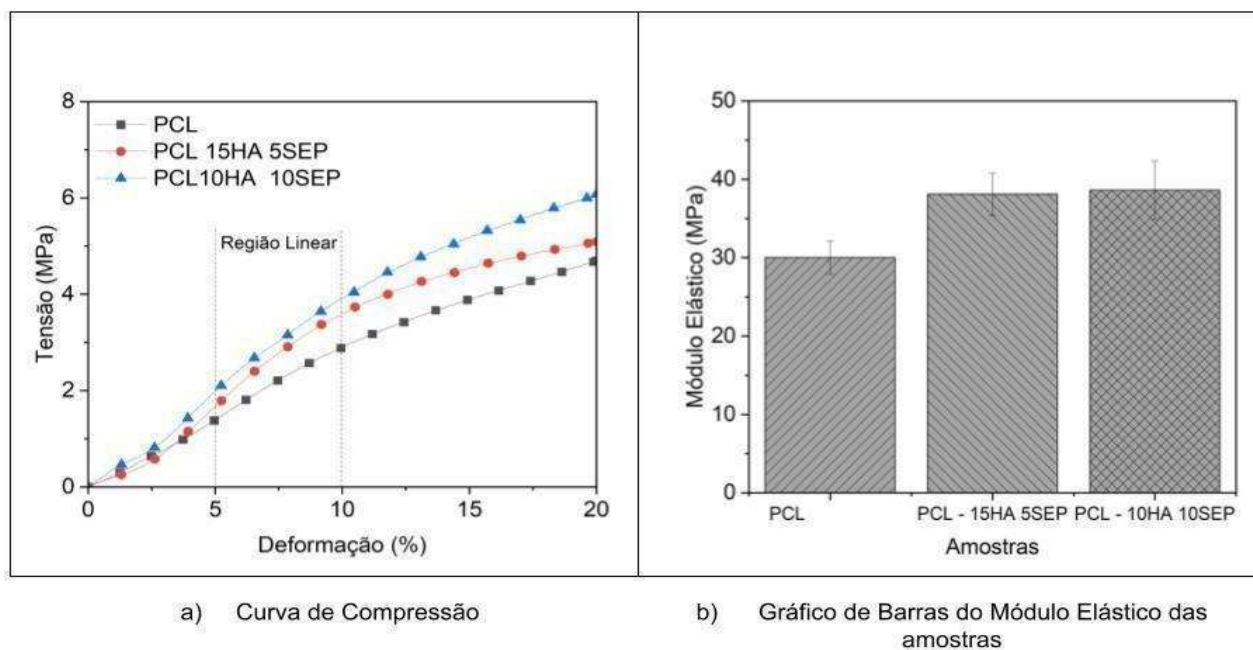 8
6
4
2
0
Tensão (MPa)
PCL
PCL 15HA 5SEP
PCL10HA  10SEP
Região Linear
0 5 10 15 20
Deformação (%)
50
40
30
20
10
0
Módulo Elástico (MPa)
PCL PCL - 15HA 5SEP PCL - 10HA 10SEP
Amostras
a) Curva de Compressão
b) Gráfico de Barras do Módulo Elástico das
amostras